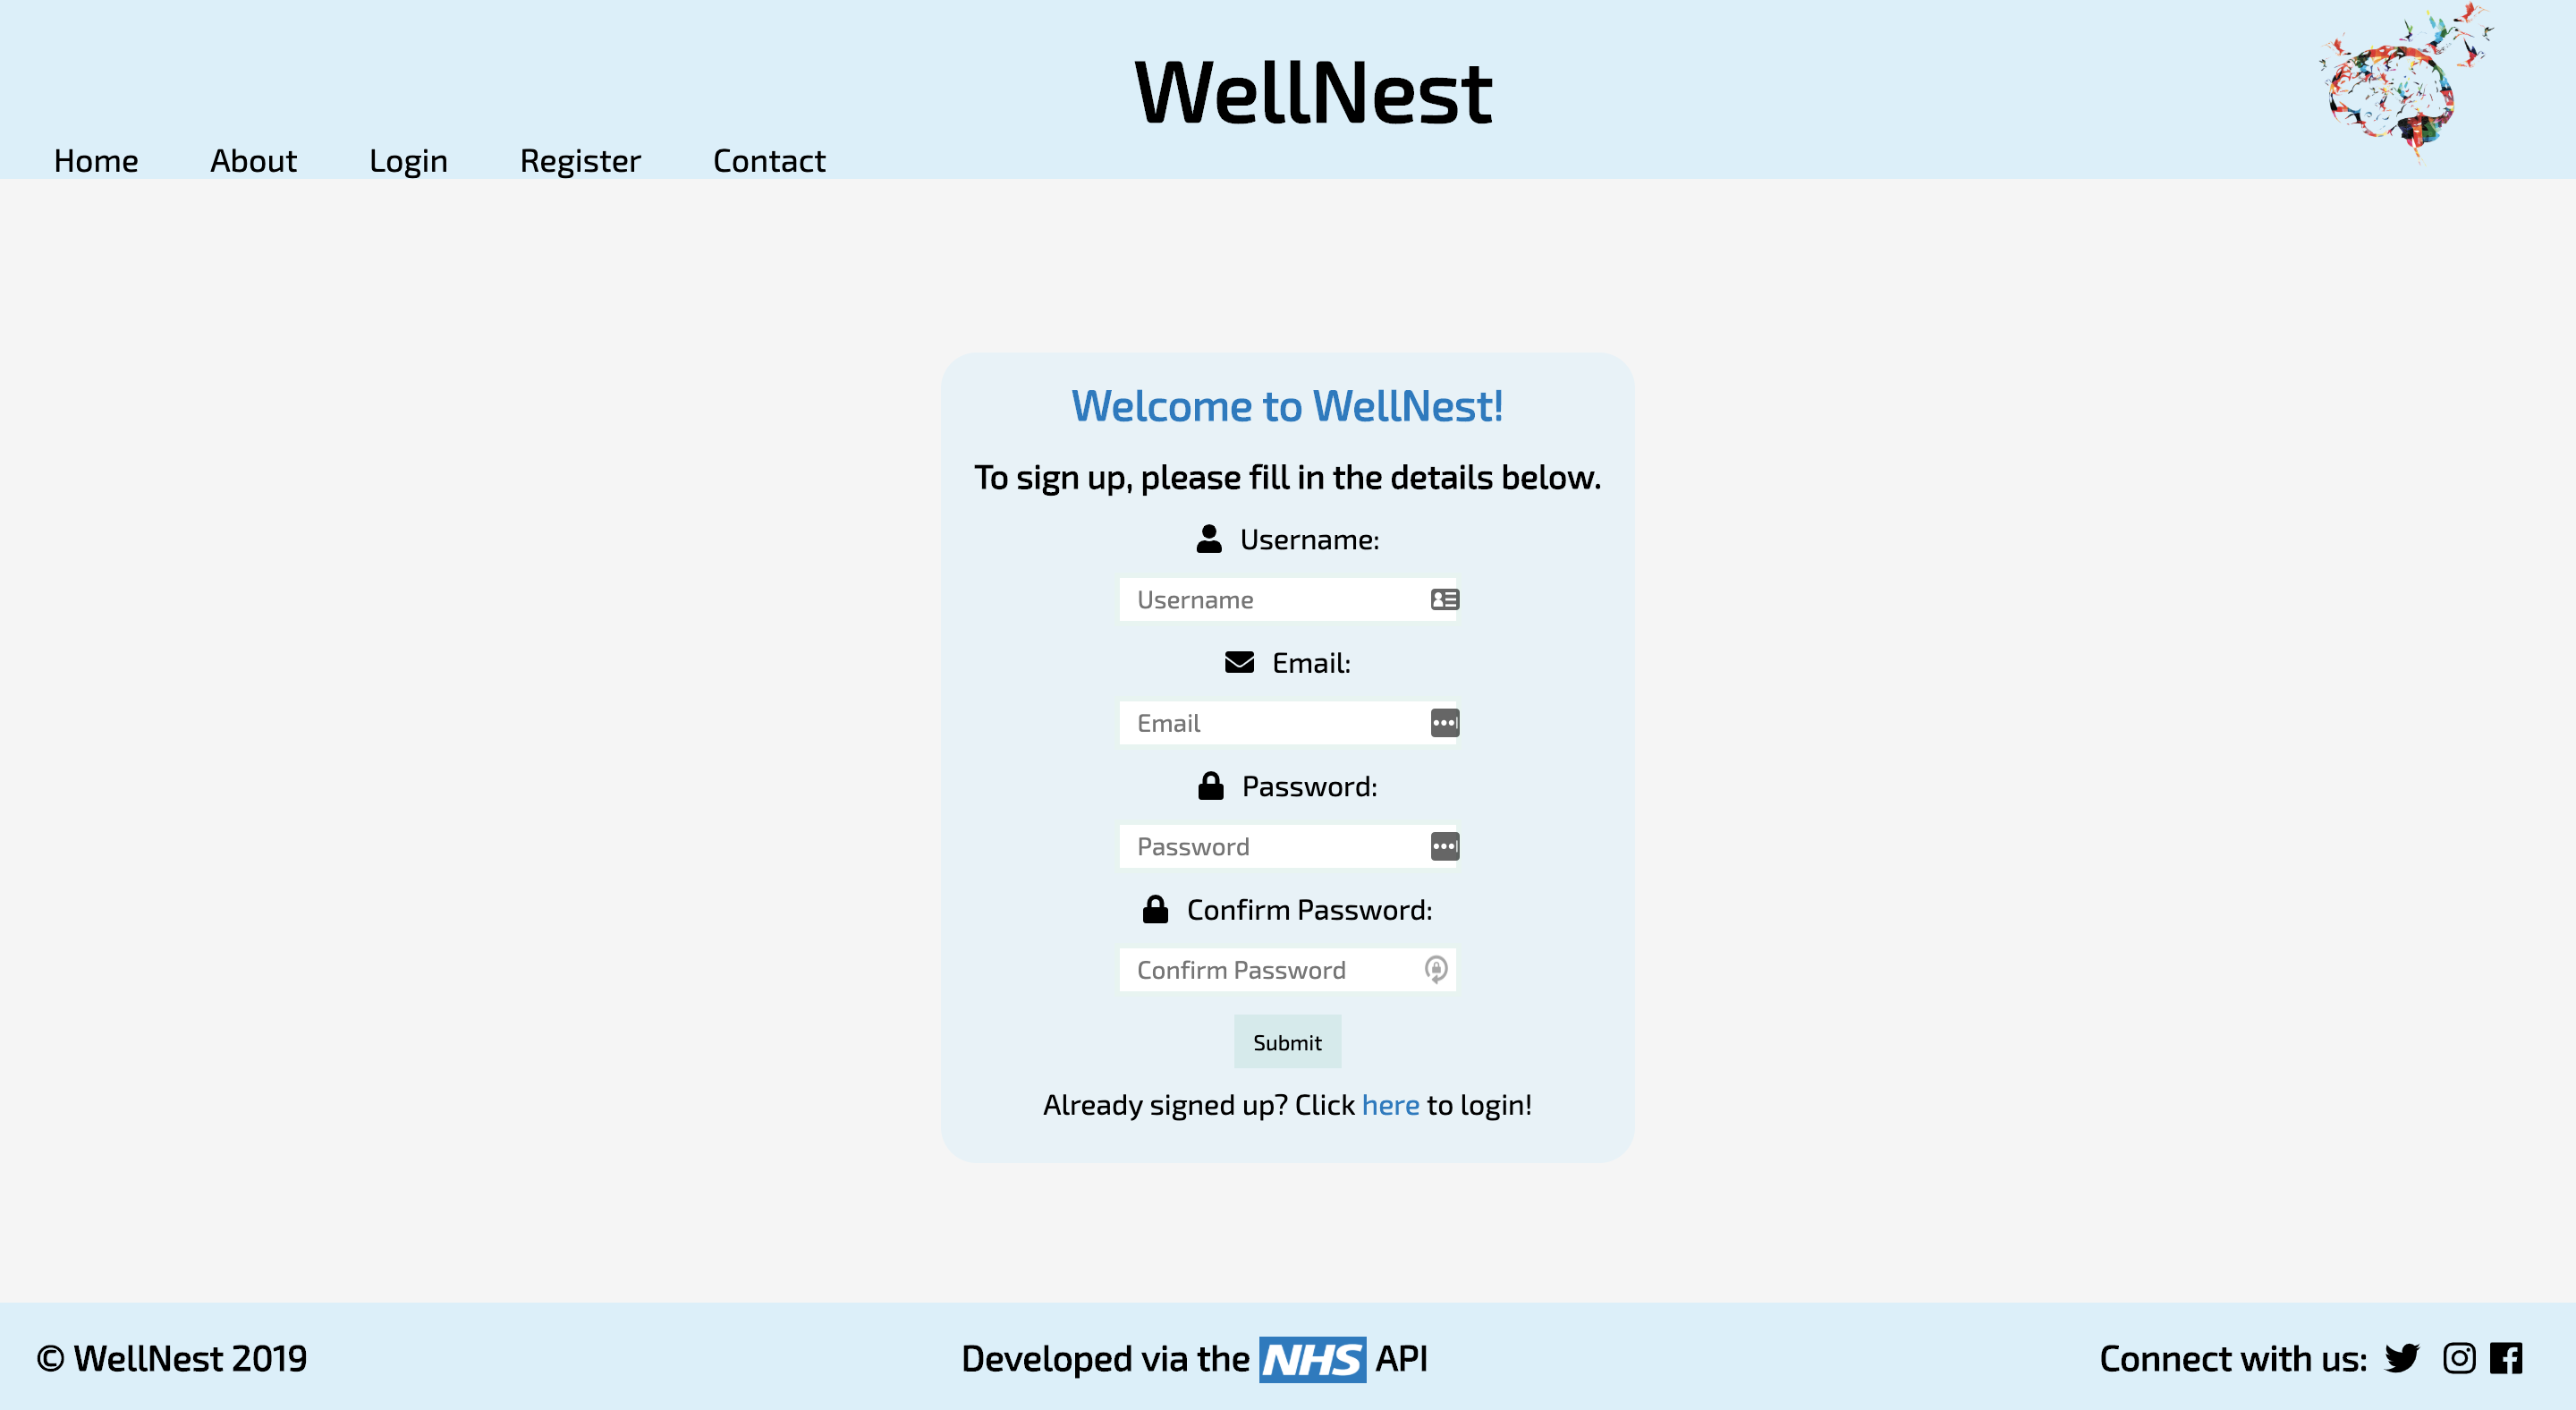 WellNest
Home About Login Register Contact
Welcome to WellNest!
To sign up, please fill in the details below.
Username:
Username
Email:
Email
Password:
Password
Confirm Password:
Confirm Password
Submit
Already signed up? Click here to login!
© WellNest 2019
Developed via the NHS API
Connect with us: